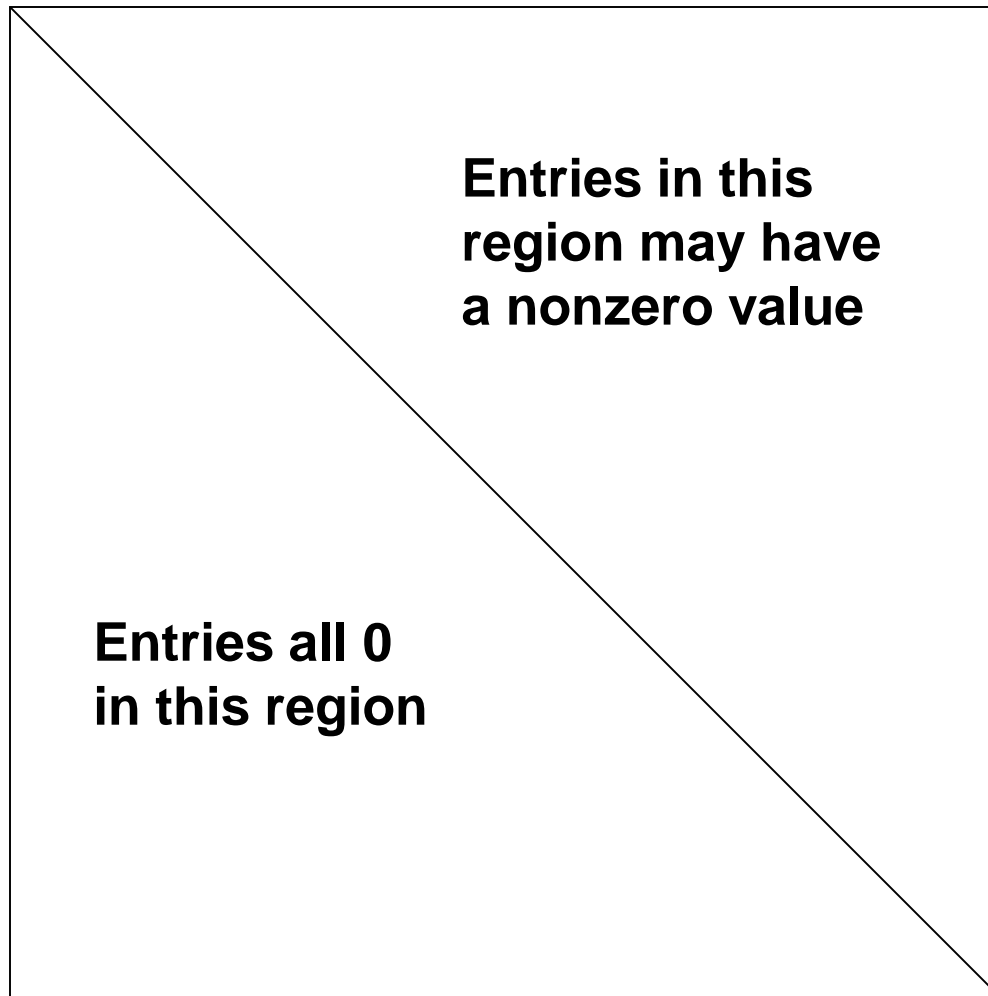 Entries in this
region may have
a nonzero value
Entries all 0
in this region